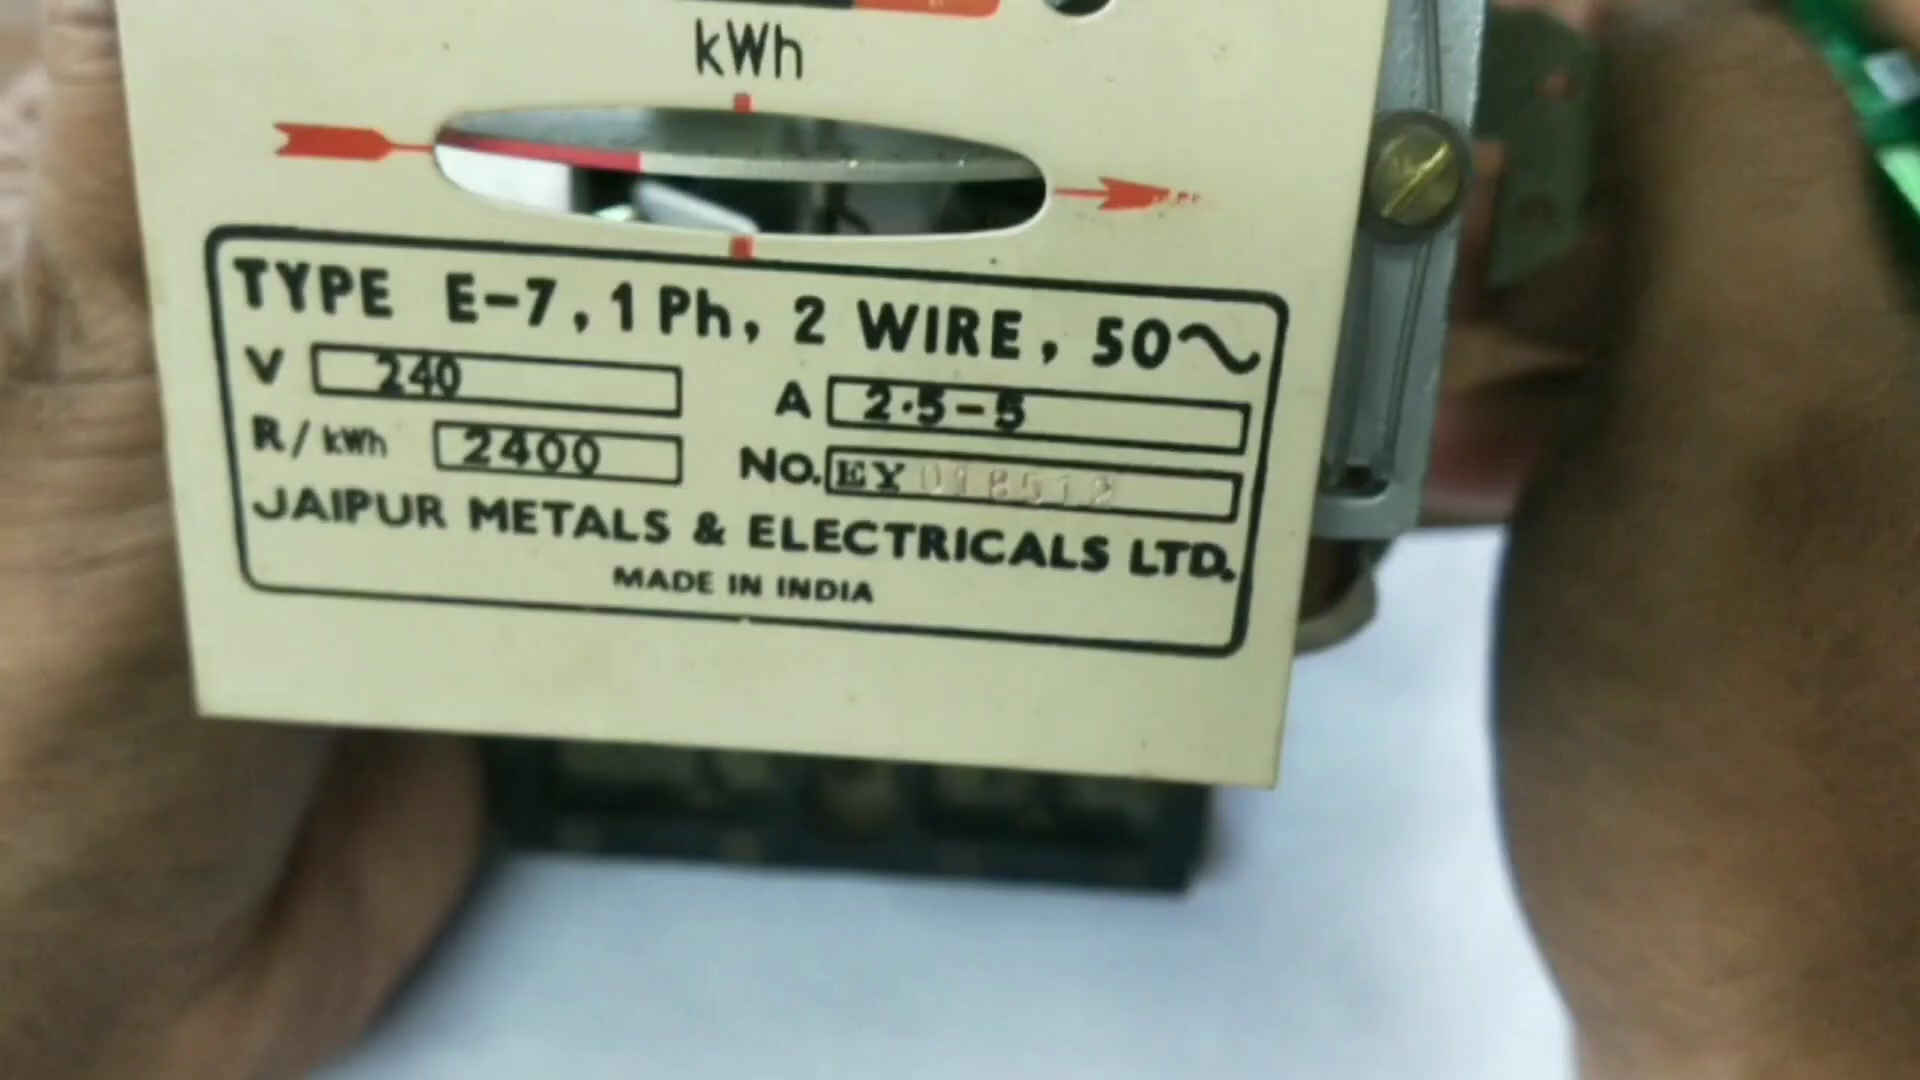 kWh
TYPE E-7, 1 Ph, 2 WIRE, 50~
V 240 A 2.5-5
R/kWh 2400 No. EY
JAIPUR METALS & ELECTRICALS LTD.
MADE IN INDIA